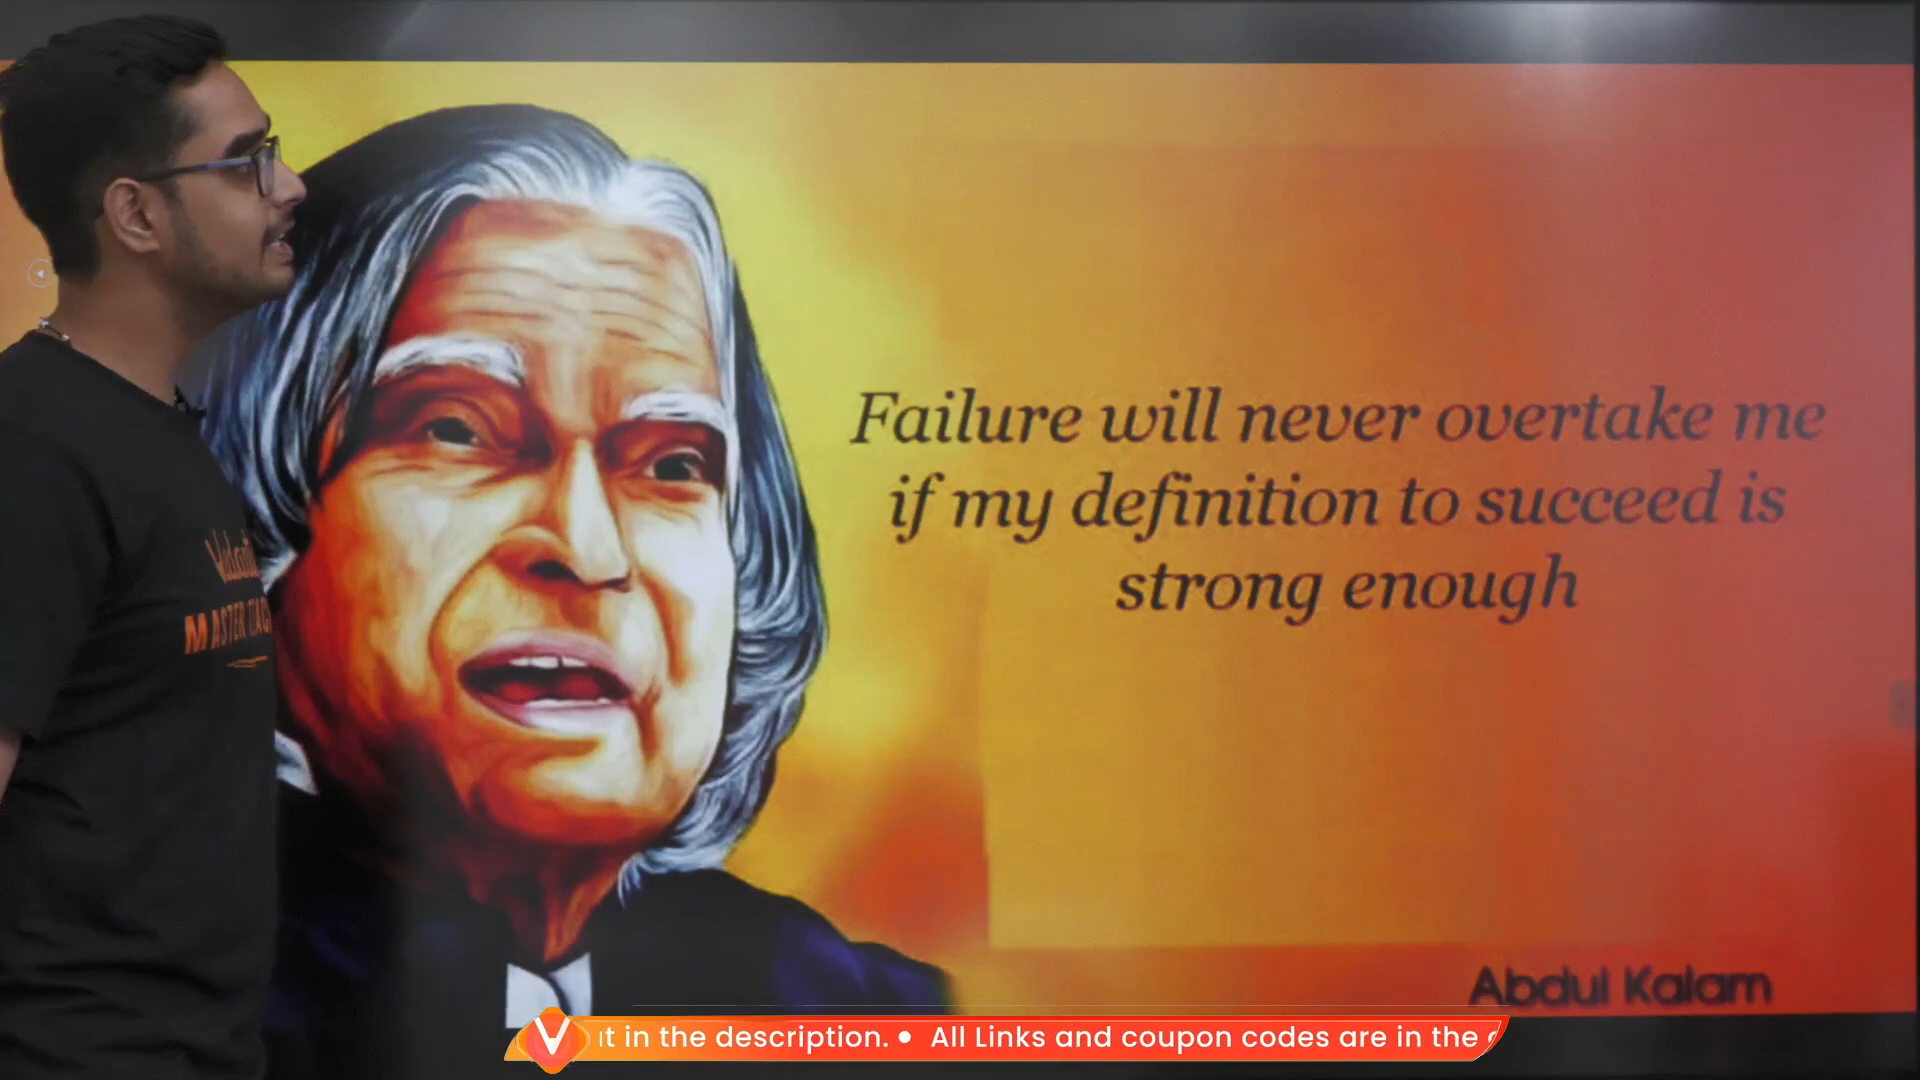 Failure will never overtake me
if my definition to succeed is
strong enough
Abdul Kalam
MASTER
in the description. • All Links and coupon codes are in the